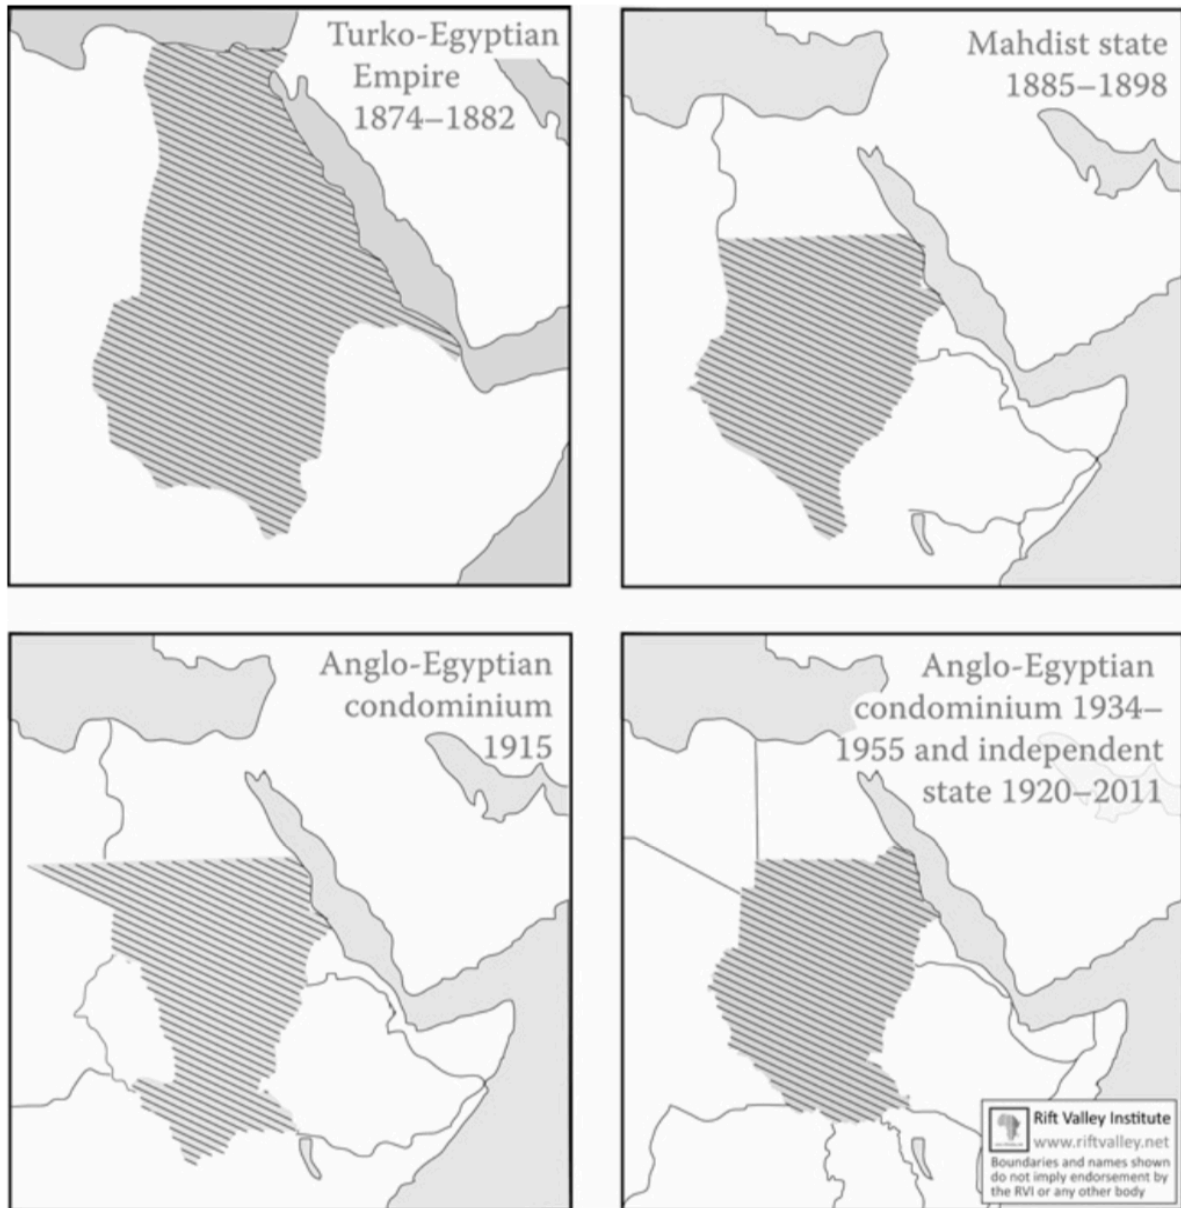 Turko-Egyptian
Empire
1874–1882
Mahdist state
1885–1898
Anglo-Egyptian
condominium
1915
Anglo-Egyptian
condominium 1934–
1955 and independent
state 1920–2011
Rift Valley Institute
www.riftvalley.net
Boundaries and names shown
do not imply endorsement by
the RVI or any other body